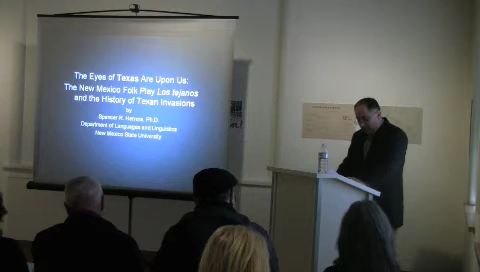 The Eyes of Texas Are Upon Us:
The New Mexico Folk Play Los tejanos
and the History of Texan Invasions
by
Spencer R. Herrera, Ph.D.
Department of Languages and Linguistics
New Mexico State University